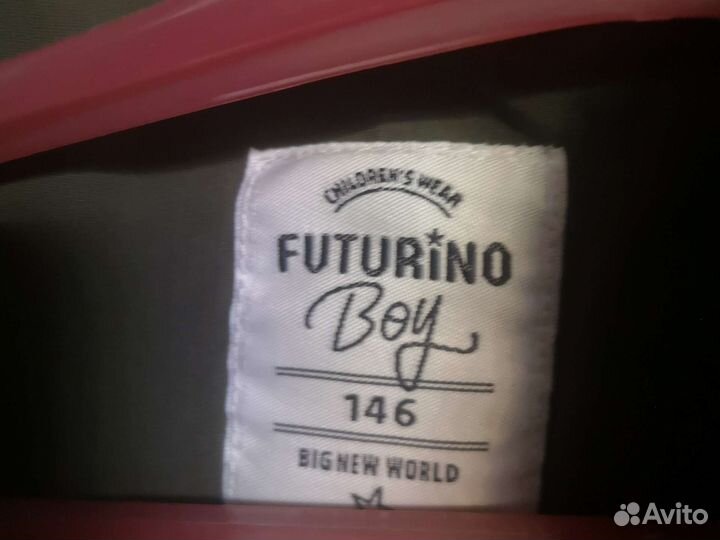 CHILDREN'S WEAR
FUTURiNO
Boy
146
BIG NEW WORLD
Avito